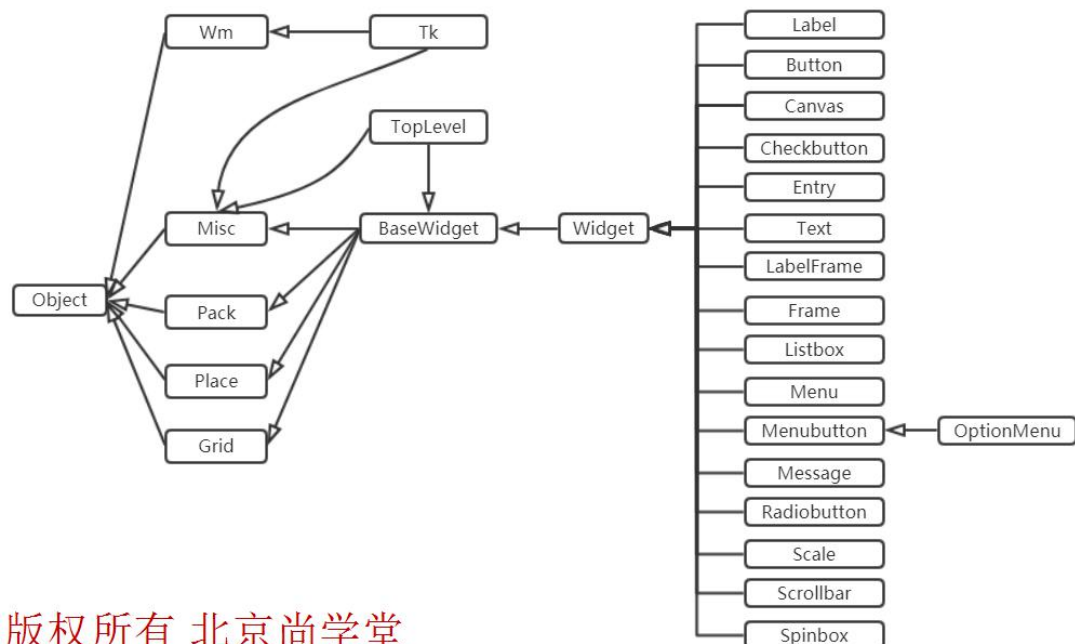 Wm
Tk
TopLevel
Misc
BaseWidget
Widget
Object
Pack
Place
Grid
Label
Button
Canvas
Checkbutton
Entry
Text
LabelFrame
Frame
Listbox
Menu
Menubutton
OptionMenu
Message
Radiobutton
Scale
Scrollbar
Spinbox
版权所有 北京尚学堂